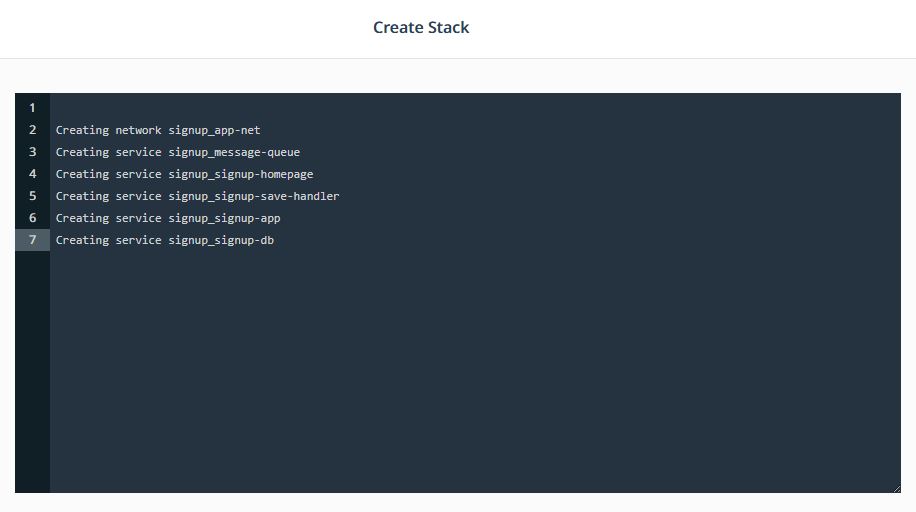 Create Stack
1
2 Creating network signup_app-net
3 Creating service signup_message-queue
4 Creating service signup_signup-homepage
5 Creating service signup_signup-save-handler
6 Creating service signup_signup-app
7 Creating service signup_signup-db